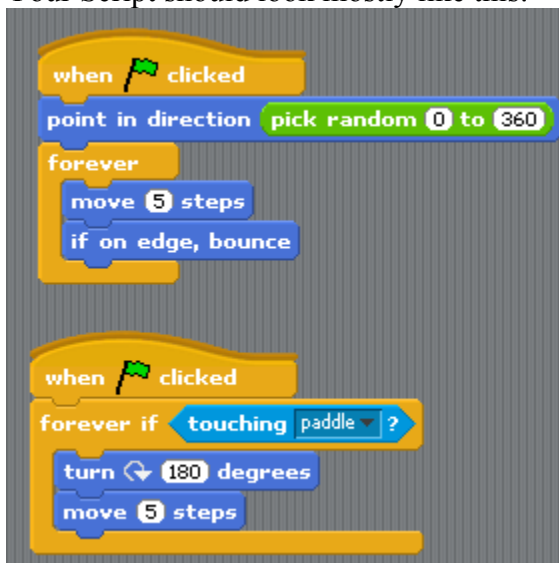 Your Script should look mostly like this:
when clicked
point in direction pick random 0 to 360
forever
move 5 steps
if on edge, bounce
when clicked
forever if touching paddle ?
turn 180 degrees
move 5 steps